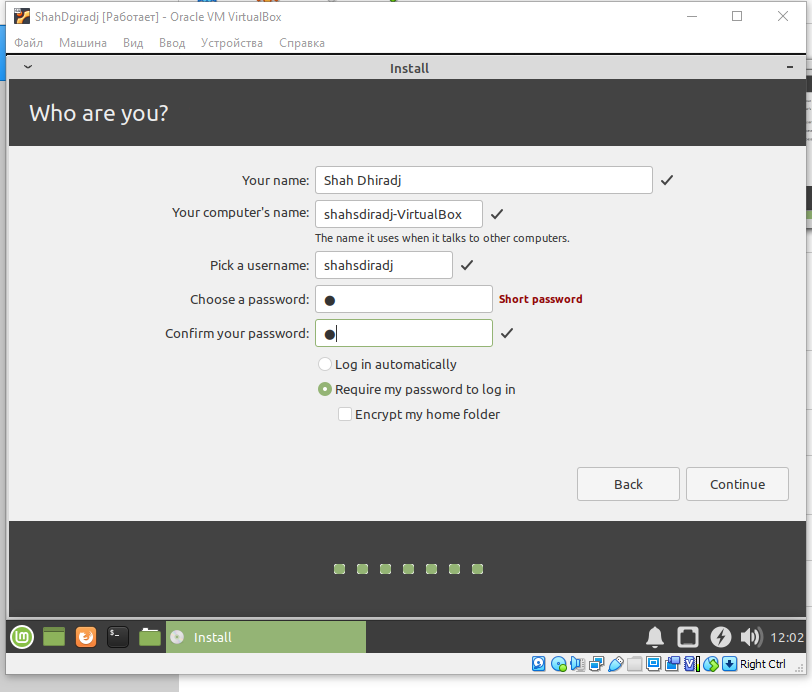 ShahDgiradj [Работает] - Oracle VM VirtualBox
Файл Машина Вид Ввод Устройства Справка
Install
Who are you?
Your name: Shah Dhiradj
Your computer's name: shahsdiradj-VirtualBox
The name it uses when it talks to other computers.
Pick a username: shahsdiradj
Choose a password: ● Short password
Confirm your password: ●
Log in automatically
Require my password to log in
Encrypt my home folder
Back Continue
Install 12:02
Right Ctrl